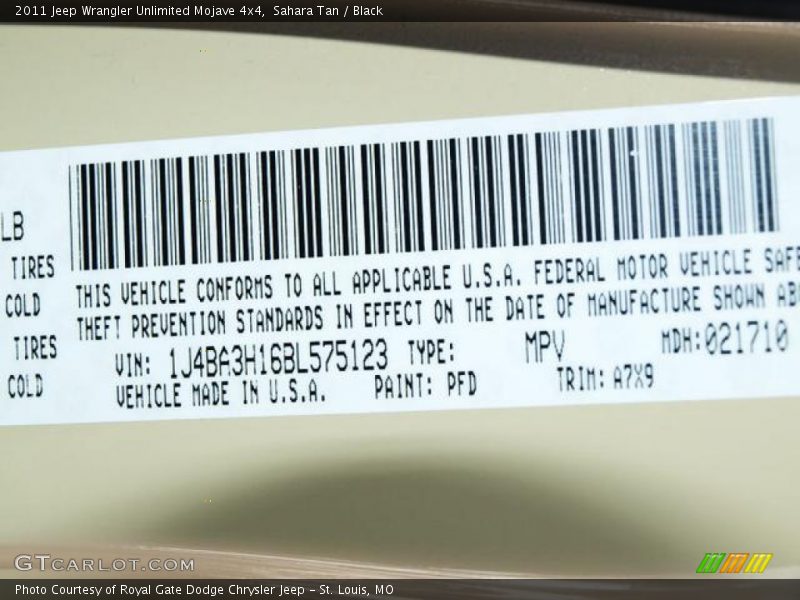 2011 Jeep Wrangler Unlimited Mojave 4x4, Sahara Tan / Black
LB
TIRES
COLD
TIRES
COLD
THIS VEHICLE CONFORMS TO ALL APPLICABLE U.S.A. FEDERAL MOTOR VEHICLE SAFE
THEFT PREVENTION STANDARDS IN EFFECT ON THE DATE OF MANUFACTURE SHOWN AB
VIN: 1J4BA3H16BL575123 TYPE: MPV MDH:021710
VEHICLE MADE IN U.S.A. PAINT: PFD TRIM: A7X9
GTCARLOT.COM
Photo Courtesy of Royal Gate Dodge Chrysler Jeep – St. Louis, MO